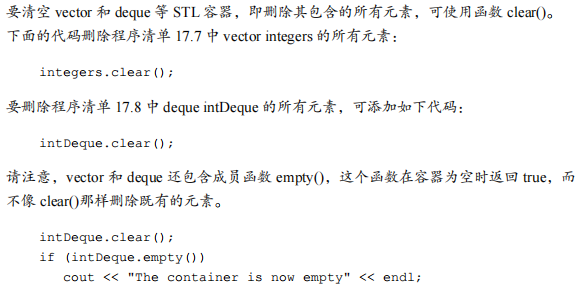 要清空 vector 和 deque 等 STL 容器，即删除其包含的所有元素，可使用函数 clear()。
下面的代码删除程序清单 17.7 中 vector integers 的所有元素：
integers.clear();
要删除程序清单 17.8 中 deque intDeque 的所有元素，可添加如下代码：
intDeque.clear();
请注意，vector 和 deque 还包含成员函数 empty()，这个函数在容器为空时返回 true，而
不像 clear()那样删除既有的元素。
intDeque.clear();
if (intDeque.empty())
   cout << "The container is now empty" << endl;